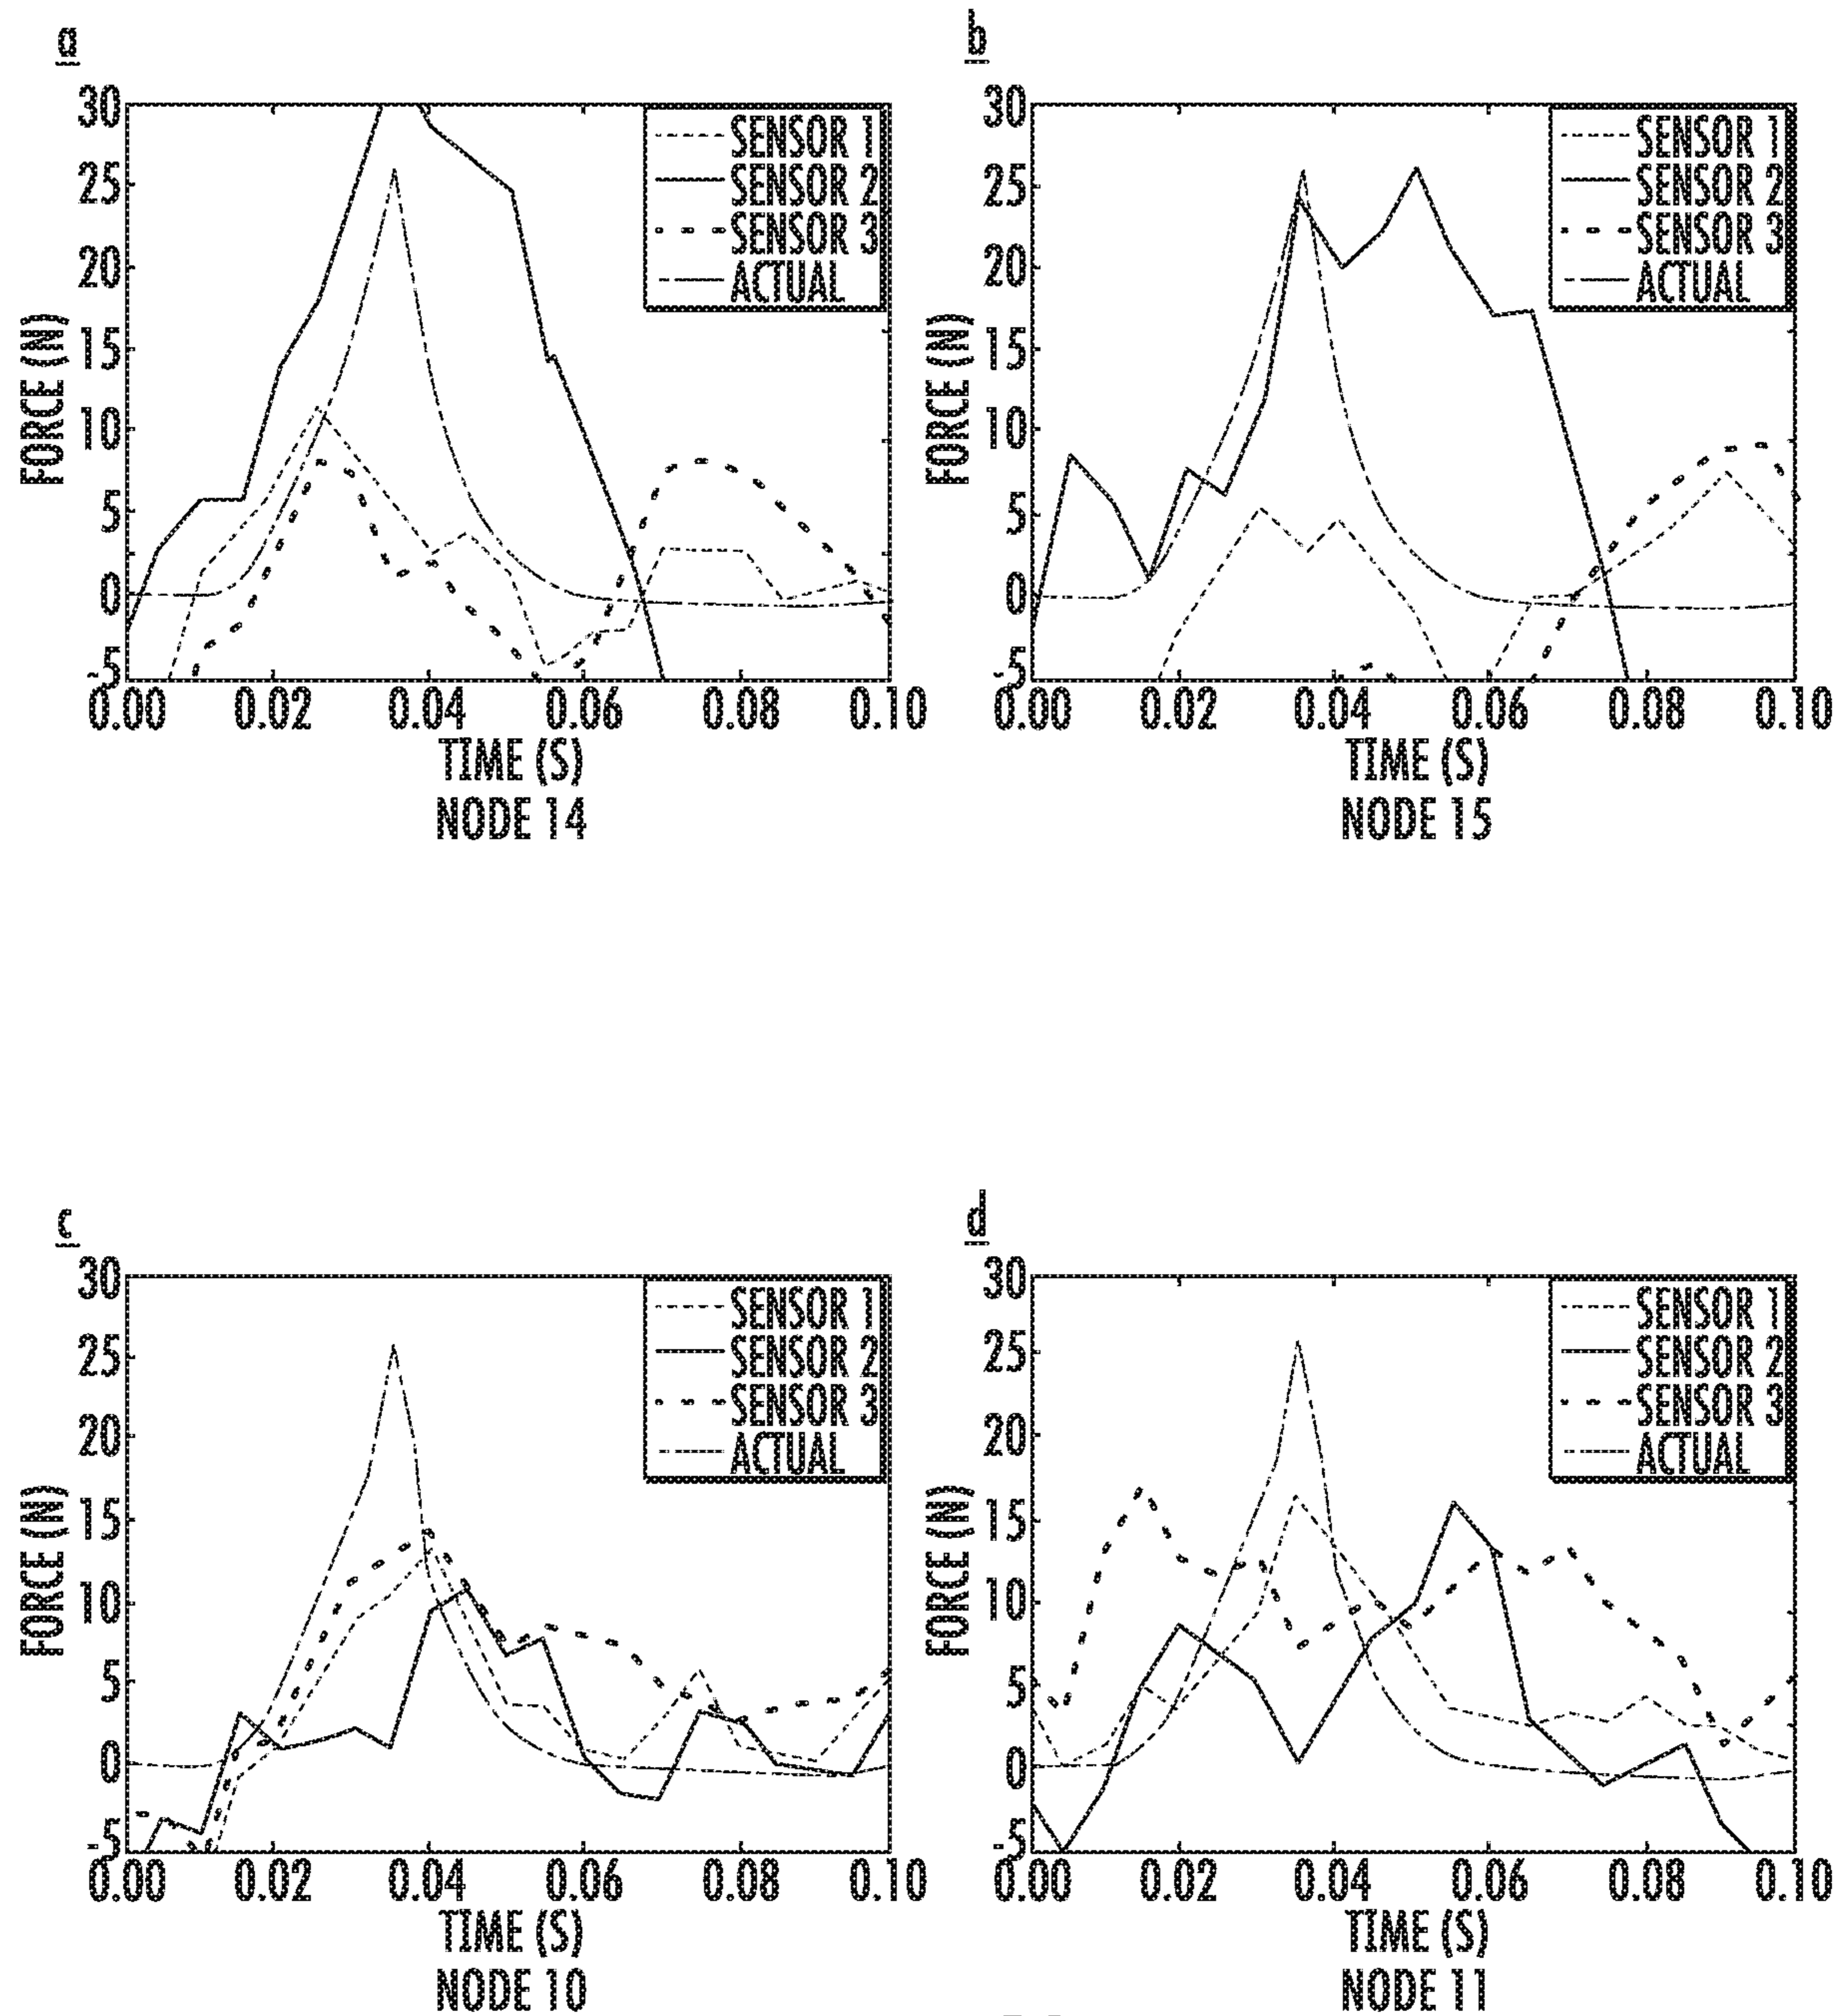 a
30
25
20
15
10
5
0
-5
FORCE (N)
SENSOR 1
SENSOR 2
SENSOR 3
ACTUAL
0.00 0.02 0.04 0.06 0.08 0.10
TIME (S)
NODE 14
b
30
25
20
15
10
5
0
-5
FORCE (N)
SENSOR 1
SENSOR 2
SENSOR 3
ACTUAL
0.00 0.02 0.04 0.06 0.08 0.10
TIME (S)
NODE 15
c
30
25
20
15
10
5
0
-5
FORCE (N)
SENSOR 1
SENSOR 2
SENSOR 3
ACTUAL
0.00 0.02 0.04 0.06 0.08 0.10
TIME (S)
NODE 10
d
30
25
20
15
10
5
0
-5
FORCE (N)
SENSOR 1
SENSOR 2
SENSOR 3
ACTUAL
0.00 0.02 0.04 0.06 0.08 0.10
TIME (S)
NODE 11